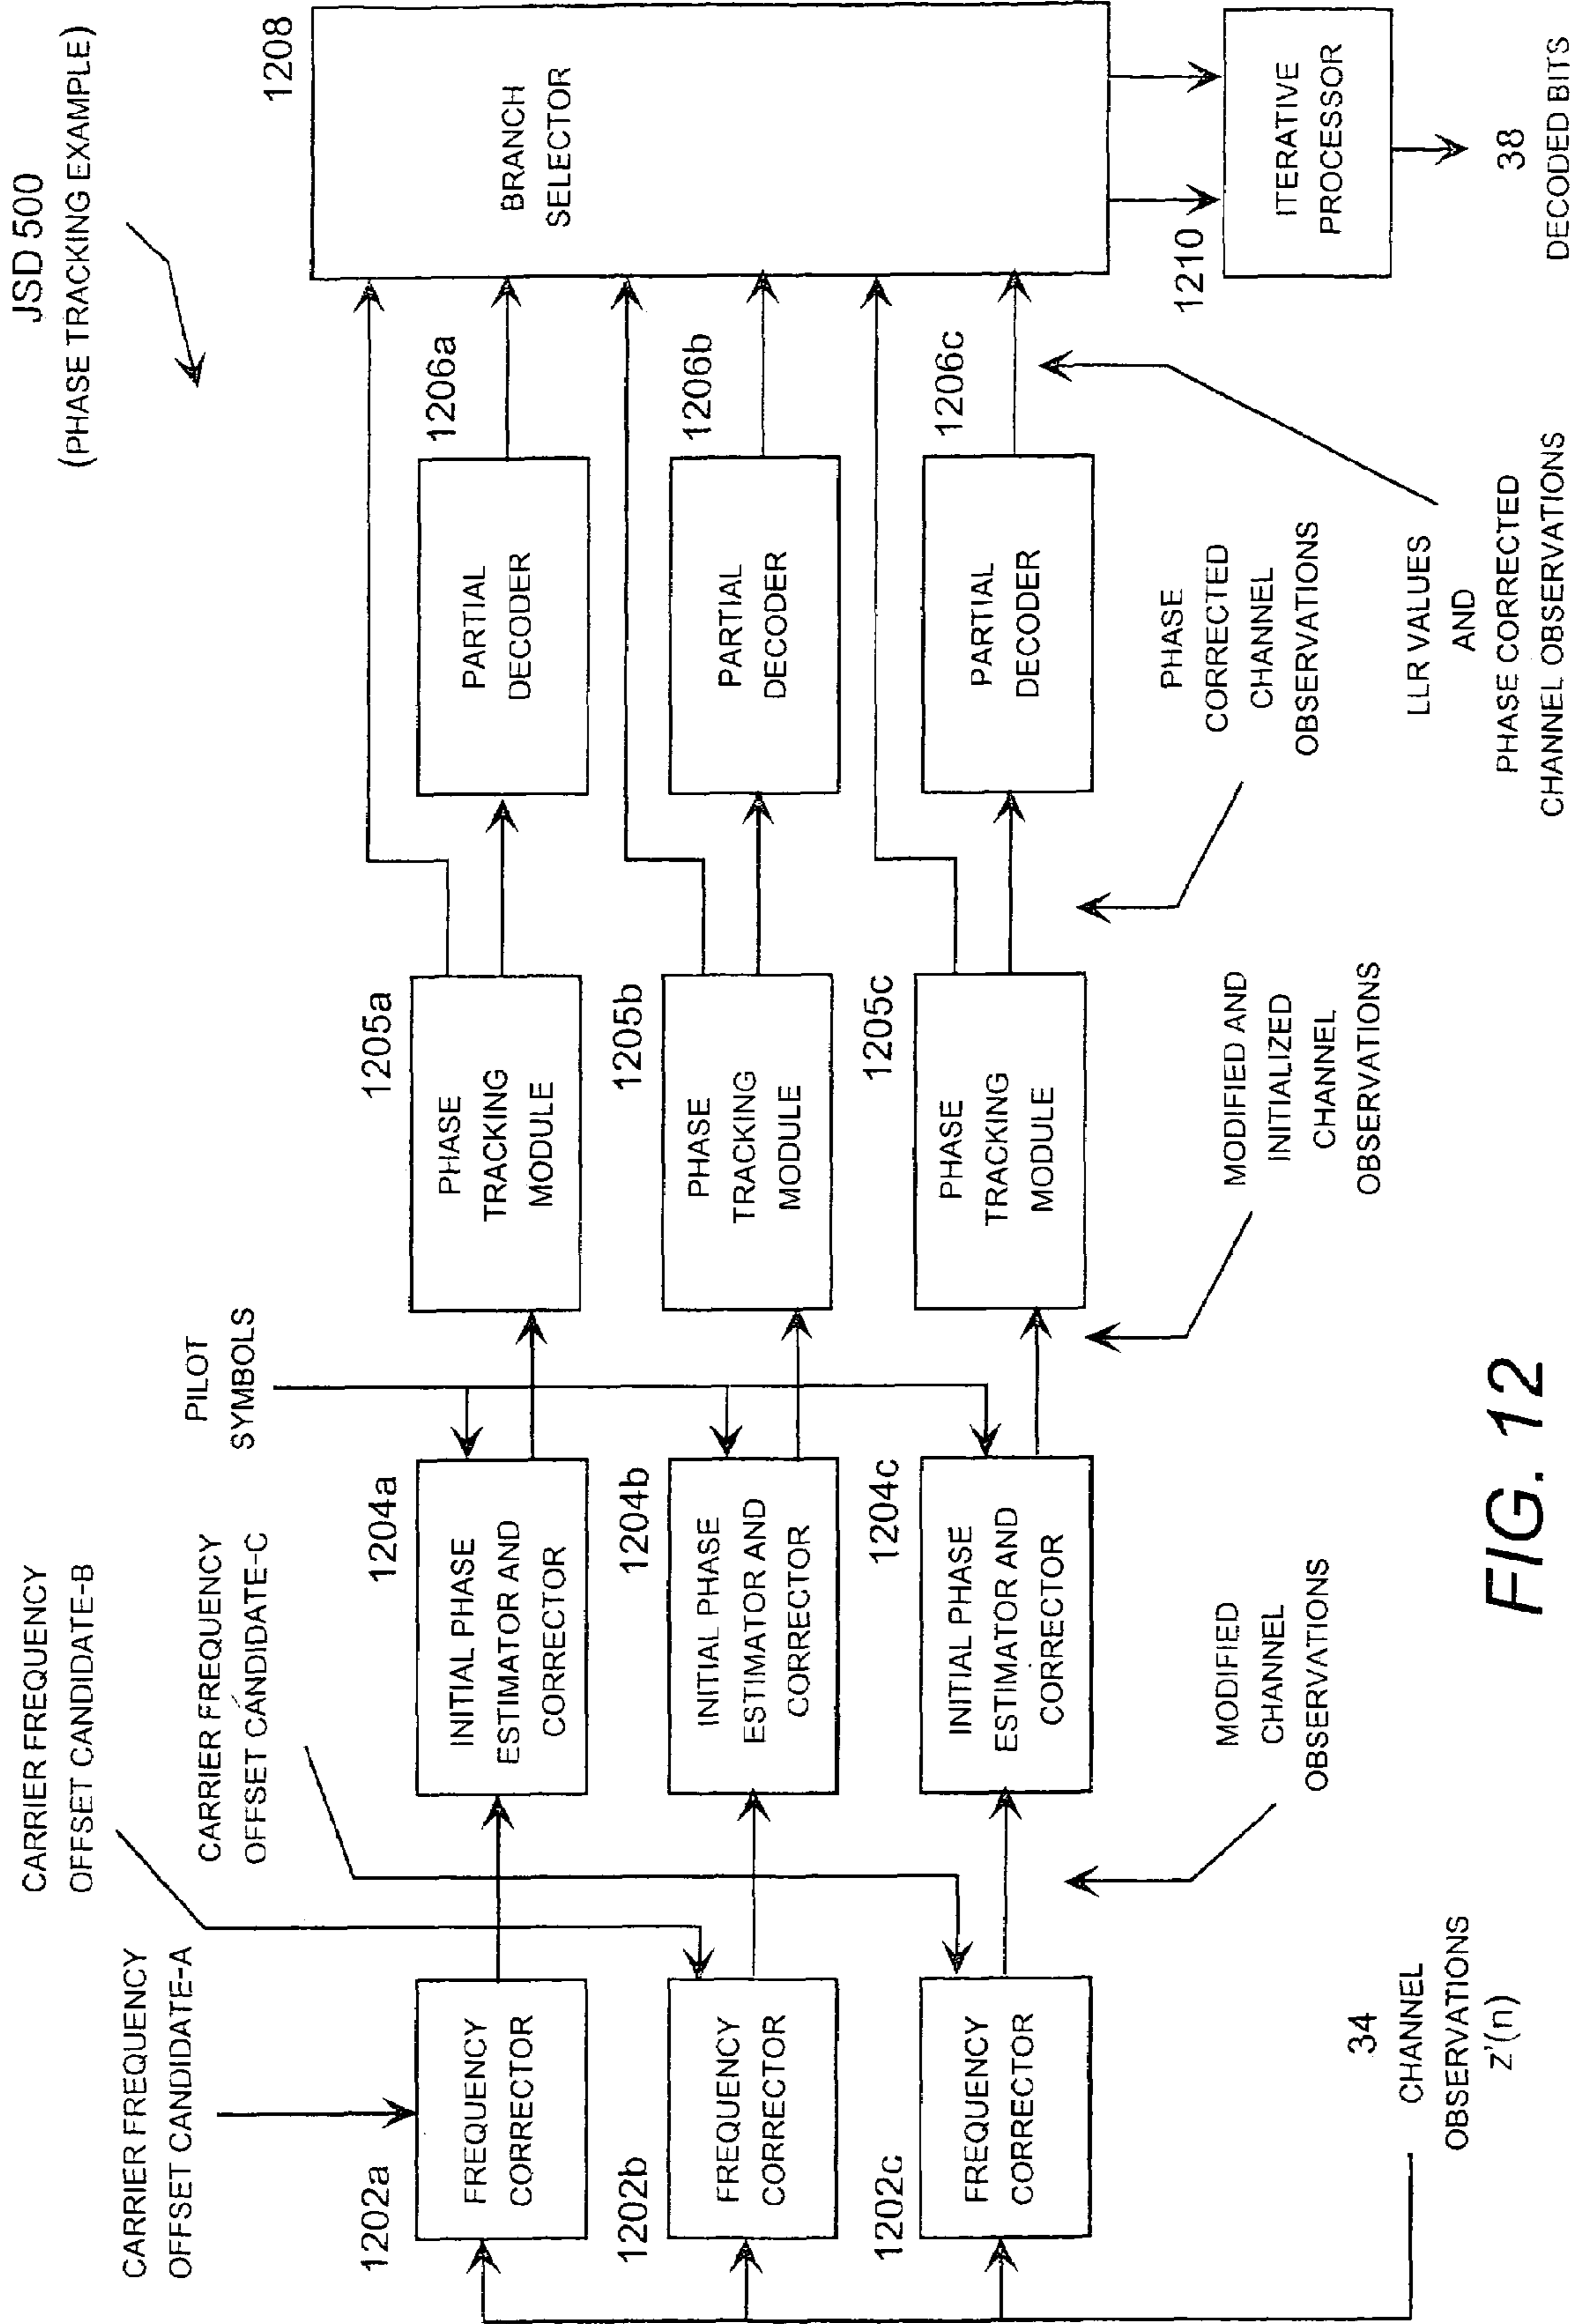 JSD 500
(PHASE TRACKING EXAMPLE)
CARRIER FREQUENCY
OFFSET CANDIDATE-B
CARRIER FREQUENCY
OFFSET CANDIDATE-A
CARRIER FREQUENCY
OFFSET CANDIDATE-C
PILOT
SYMBOLS
1202a
FREQUENCY
CORRECTOR
1204a
INITIAL PHASE
ESTIMATOR AND
CORRECTOR
1205a
PHASE
TRACKING
MODULE
1206a
PARTIAL
DECODER
1208
BRANCH
SELECTOR
1202b
FREQUENCY
CORRECTOR
1204b
INITIAL PHASE
ESTIMATOR AND
CORRECTOR
1205b
PHASE
TRACKING
MODULE
1206b
PARTIAL
DECODER
1202c
FREQUENCY
CORRECTOR
1204c
INITIAL PHASE
ESTIMATOR AND
CORRECTOR
1205c
PHASE
TRACKING
MODULE
1206c
PARTIAL
DECODER
1210
ITERATIVE
PROCESSOR
34
CHANNEL
OBSERVATIONS
z'(n)
MODIFIED
CHANNEL
OBSERVATIONS
MODIFIED AND
INITIALIZED
CHANNEL
OBSERVATIONS
PHASE
CORRECTED
CHANNEL
OBSERVATIONS
LLR VALUES
AND
PHASE CORRECTED
CHANNEL OBSERVATIONS
38
DECODED BITS
FIG. 12